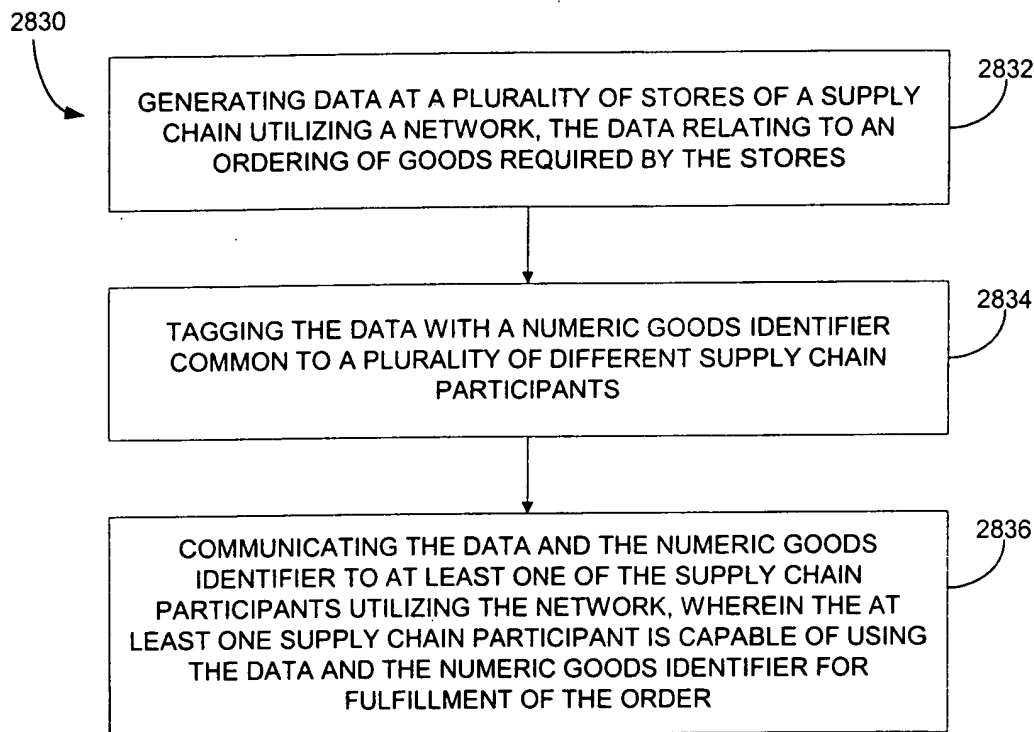 2830
2832
GENERATING DATA AT A PLURALITY OF STORES OF A SUPPLY
CHAIN UTILIZING A NETWORK, THE DATA RELATING TO AN
ORDERING OF GOODS REQUIRED BY THE STORES
2834
TAGGING THE DATA WITH A NUMERIC GOODS IDENTIFIER
COMMON TO A PLURALITY OF DIFFERENT SUPPLY CHAIN
PARTICIPANTS
2836
COMMUNICATING THE DATA AND THE NUMERIC GOODS
IDENTIFIER TO AT LEAST ONE OF THE SUPPLY CHAIN
PARTICIPANTS UTILIZING THE NETWORK, WHEREIN THE AT
LEAST ONE SUPPLY CHAIN PARTICIPANT IS CAPABLE OF USING
THE DATA AND THE NUMERIC GOODS IDENTIFIER FOR
FULFILLMENT OF THE ORDER